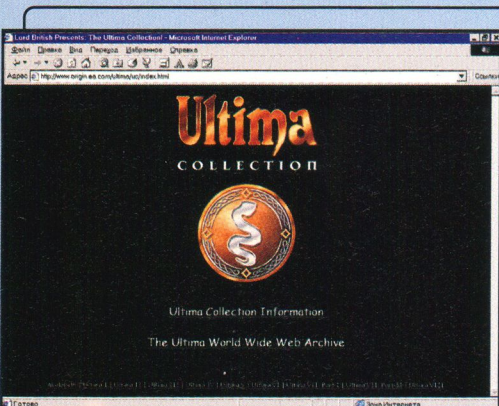 Lord British Presents: The Ultima Collection! - Microsoft Internet Explorer
Файл Правка Вид Переход Избранное Справка
Адрес http://www.origin.ea.com/ultima/uc/index.html Ссылки
Ultima
COLLECTION
Ultima Collection Information
The Ultima World Wide Web Archive
Готово Зона Интернета